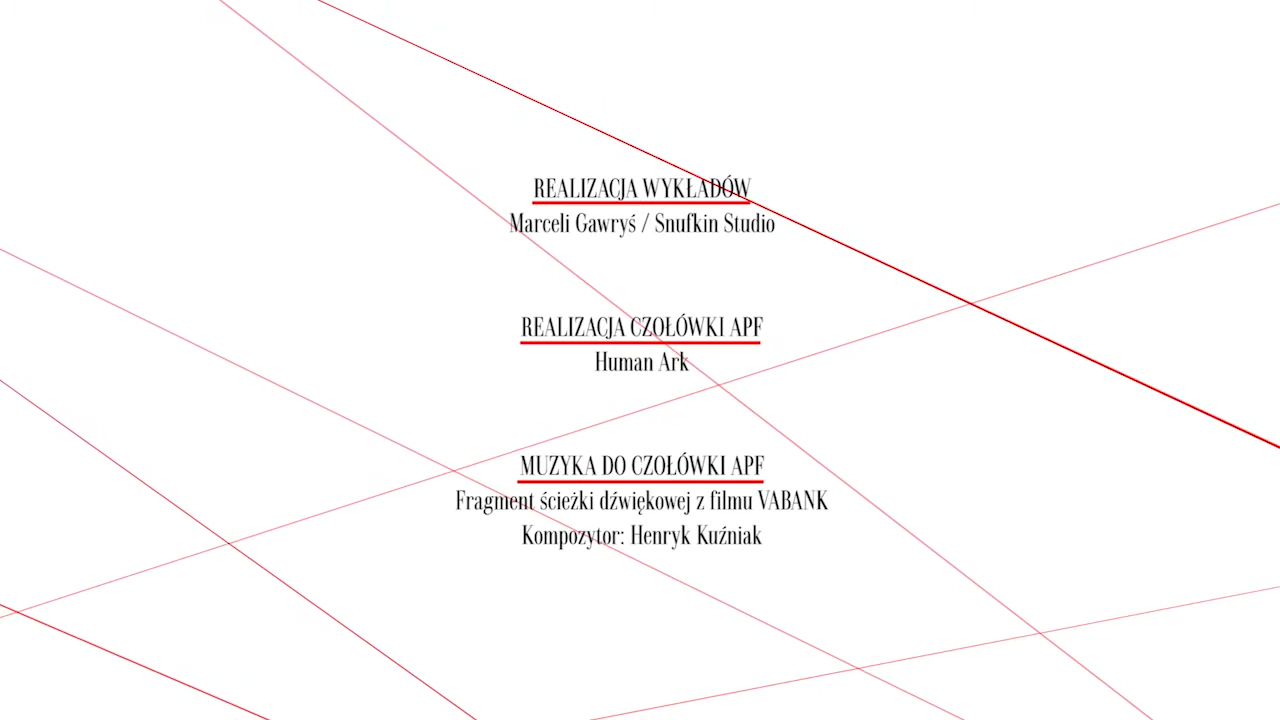 REALIZACJA WYKŁADÓW
Marceli Gawryś / Snufkin Studio
REALIZACJA CZOŁÓWKI APF
Human Ark
MUZYKA DO CZOŁÓWKI APF
Fragment ścieżki dźwiękowej z filmu VABANK
Kompozytor: Henryk Kuźniak